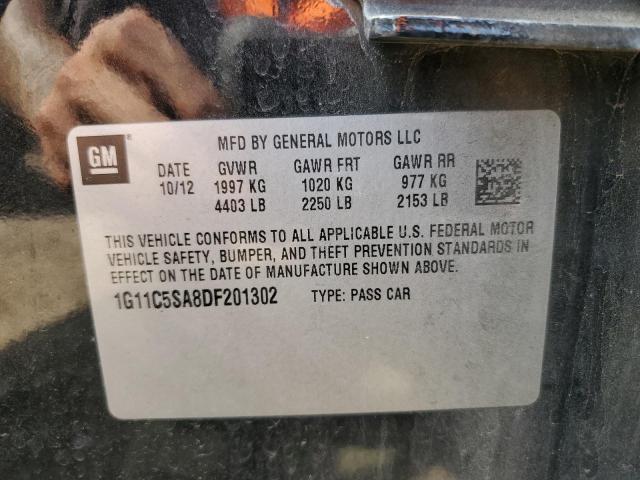 GM ®
MFD BY GENERAL MOTORS LLC
DATE GVWR GAWR FRT GAWR RR
10/12 1997 KG 1020 KG 977 KG
4403 LB 2250 LB 2153 LB
THIS VEHICLE CONFORMS TO ALL APPLICABLE U.S. FEDERAL MOTOR
VEHICLE SAFETY, BUMPER, AND THEFT PREVENTION STANDARDS IN
EFFECT ON THE DATE OF MANUFACTURE SHOWN ABOVE.
1G11C5SA8DF201302 TYPE: PASS CAR